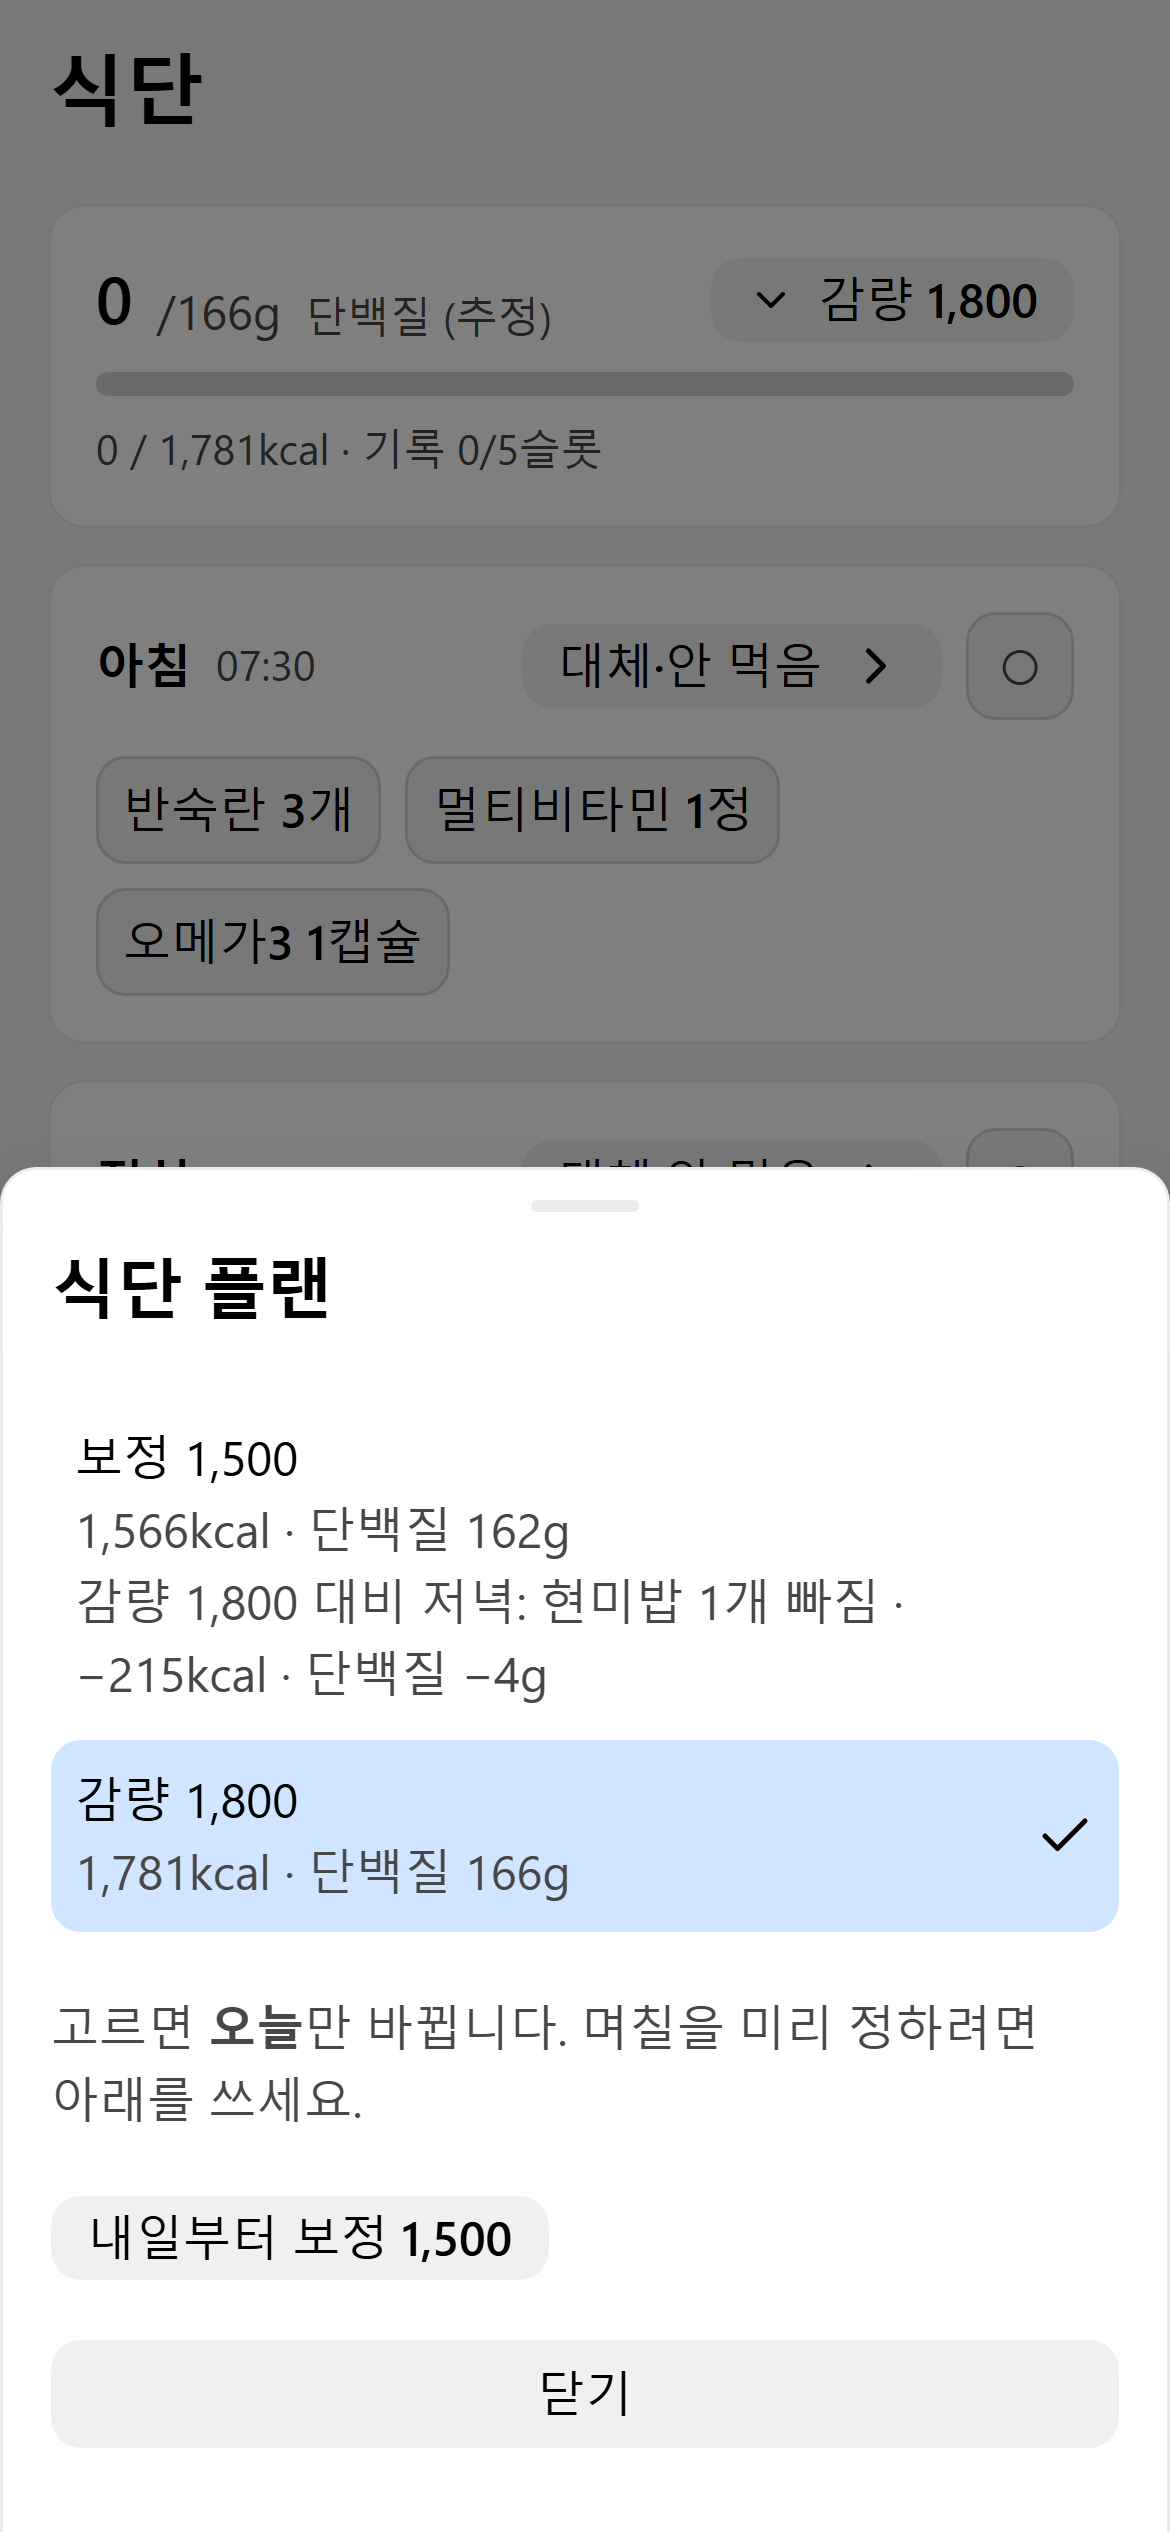 식단
0 /166g 단백질 (추정)
감량 1,800
0 / 1,781kcal · 기록 0/5슬롯
아침 07:30
대체·안 먹음
반숙란 3개
멀티비타민 1정
오메가3 1캡슐
식단 플랜
보정 1,500
1,566kcal · 단백질 162g
감량 1,800 대비 저녁: 현미밥 1개 빠짐 ·
−215kcal · 단백질 −4g
감량 1,800
1,781kcal · 단백질 166g
고르면 오늘만 바뀝니다. 며칠을 미리 정하려면
아래를 쓰세요.
내일부터 보정 1,500
닫기